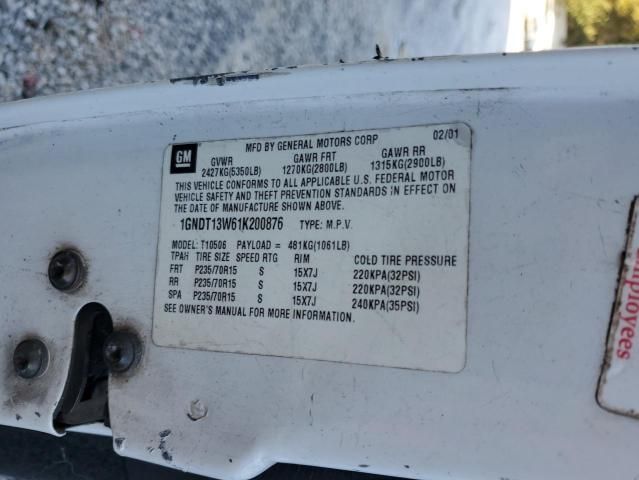 MFD BY GENERAL MOTORS CORP 02/01
GM
GVWR GAWR FRT GAWR RR
2427KG(5350LB) 1270KG(2800LB) 1315KG(2900LB)
THIS VEHICLE CONFORMS TO ALL APPLICABLE U.S. FEDERAL MOTOR
VEHICLE SAFETY AND THEFT PREVENTION STANDARDS IN EFFECT ON
THE DATE OF MANUFACTURE SHOWN ABOVE.
1GNDT13W61K200876 TYPE: M.P.V.
MODEL: T10506 PAYLOAD = 481KG(1061LB)
TPAH TIRE SIZE SPEED RTG RIM COLD TIRE PRESSURE
FRT P235/70R15 S 15X7J 220KPA(32PSI)
RR P235/70R15 S 15X7J 220KPA(32PSI)
SPA P235/70R15 S 15X7J 240KPA(35PSI)
SEE OWNER'S MANUAL FOR MORE INFORMATION.
employees